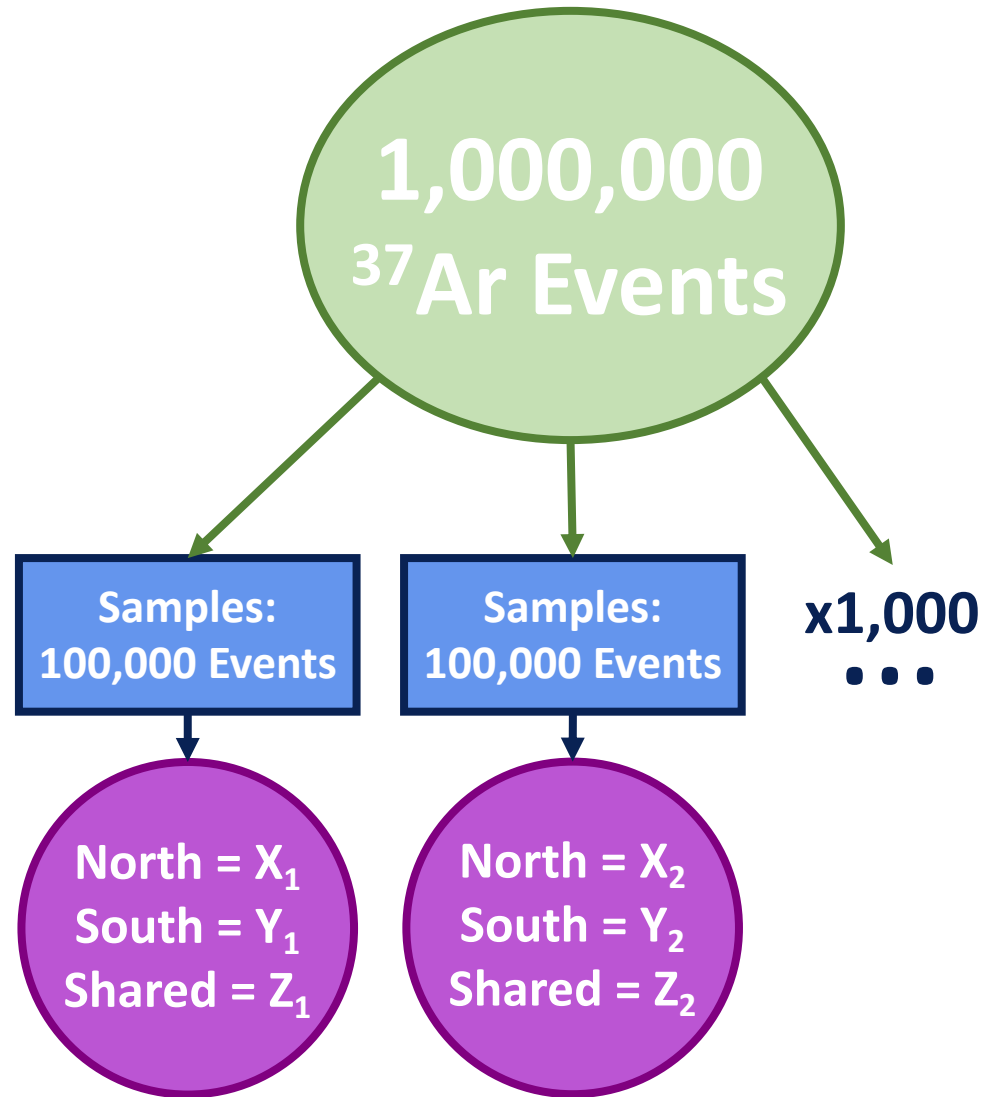 1,000,000
³⁷Ar Events
Samples:
100,000 Events
Samples:
100,000 Events
x1,000
...
North = X₁
South = Y₁
Shared = Z₁
North = X₂
South = Y₂
Shared = Z₂